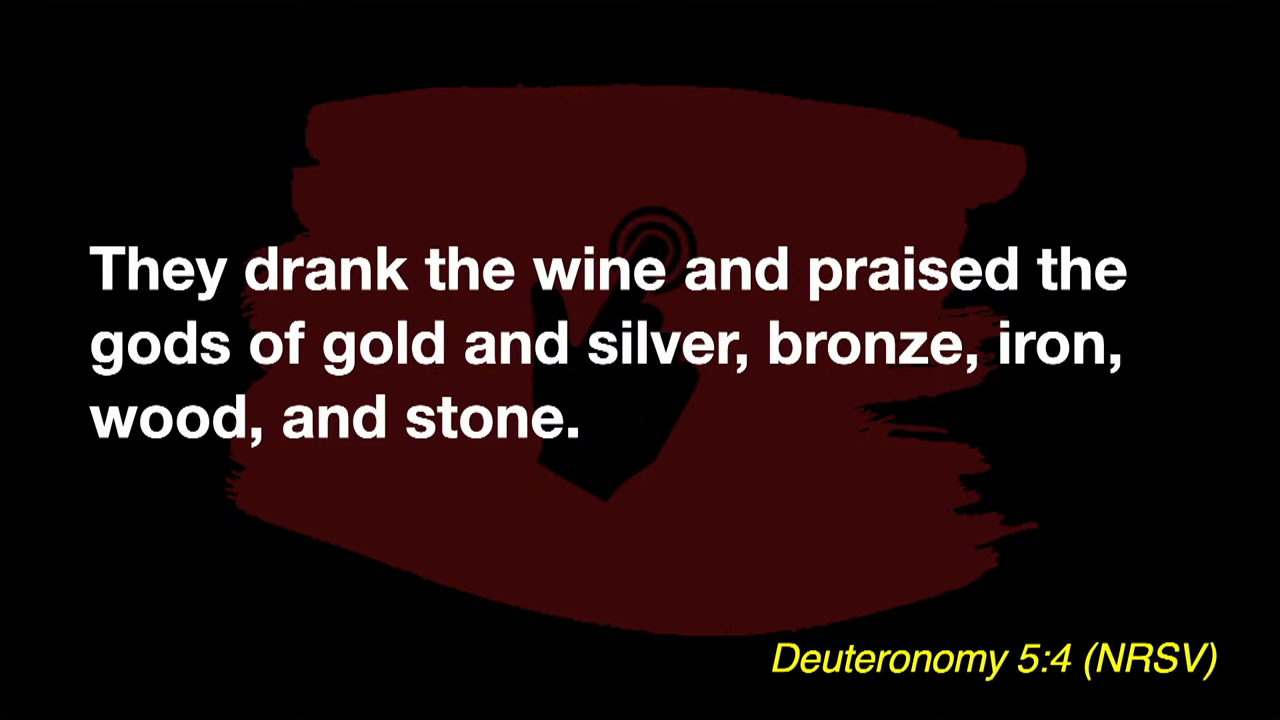 They drank the wine and praised the
gods of gold and silver, bronze, iron,
wood, and stone.
Deuteronomy 5:4 (NRSV)